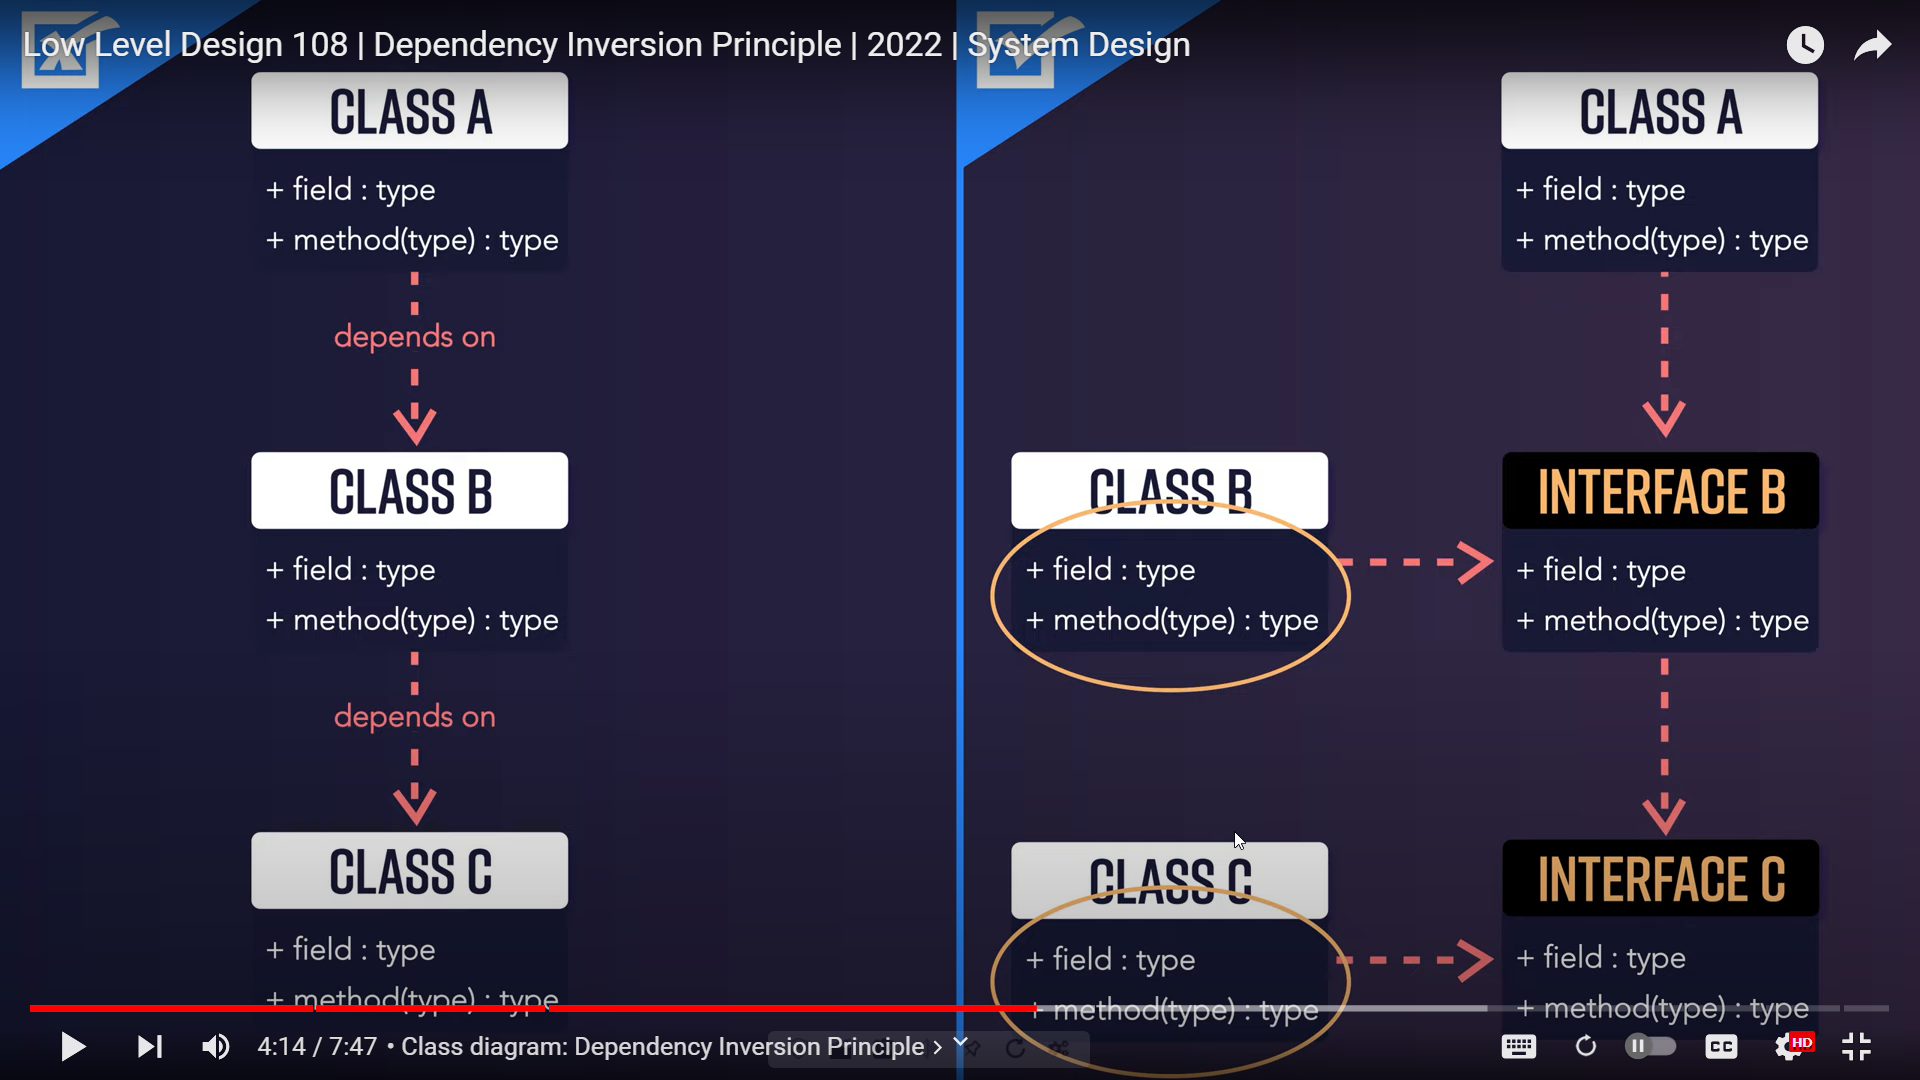 Low Level Design 108 | Dependency Inversion Principle | 2022 | System Design
CLASS A
+ field : type
+ method(type) : type
depends on
CLASS B
+ field : type
+ method(type) : type
depends on
CLASS C
+ field : type
+ method(type) : type
CLASS A
+ field : type
+ method(type) : type
CLASS B
+ field : type
+ method(type) : type
INTERFACE B
+ field : type
+ method(type) : type
CLASS C
+ field : type
+ method(type) : type
INTERFACE C
+ field : type
+ method(type) : type
4:14 / 7:47 • Class diagram: Dependency Inversion Principle
CC
HD